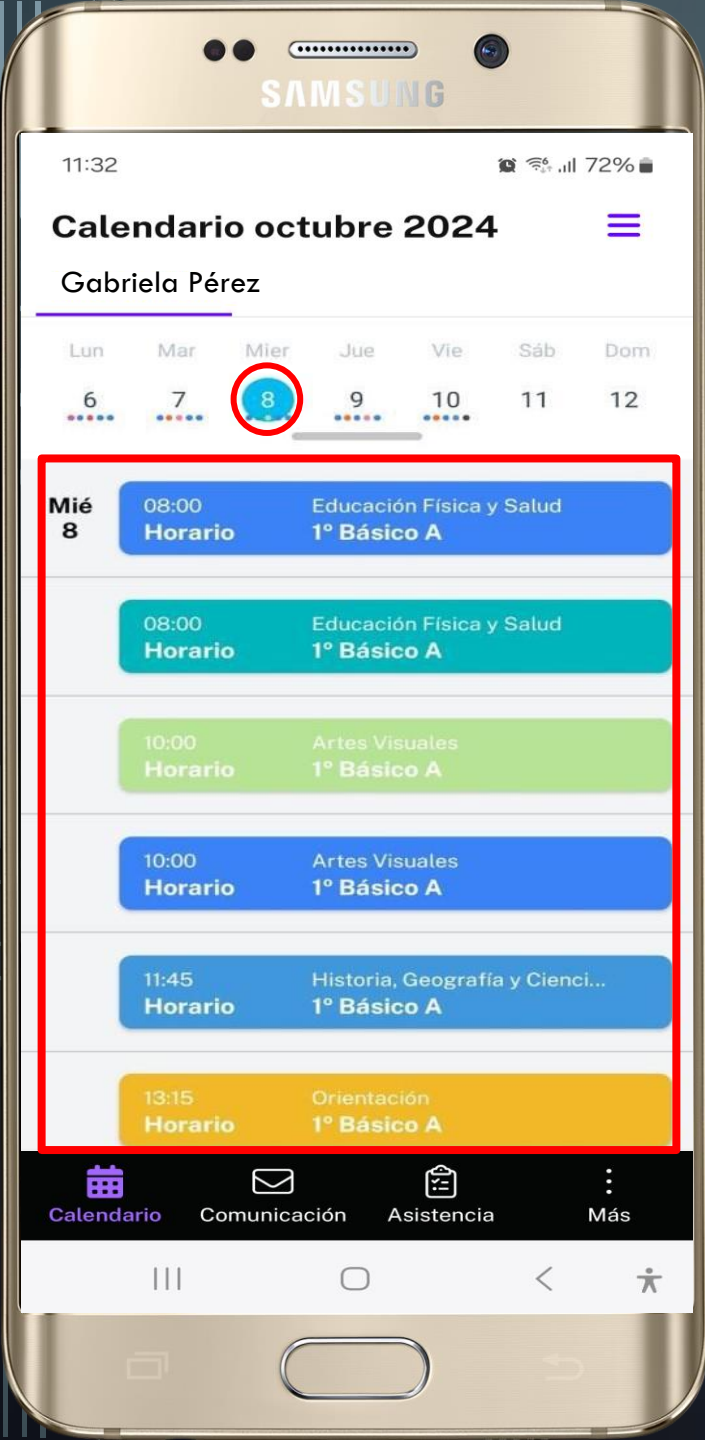 SAMSUNG
11:32 72%
Calendario octubre 2024
Gabriela Pérez
Lun Mar Mier Jue Vie Sáb Dom
6 7 8 9 10 11 12
Mié 08:00 Educación Física y Salud
8 Horario 1º Básico A
08:00 Educación Física y Salud
Horario 1º Básico A
10:00 Artes Visuales
Horario 1º Básico A
10:00 Artes Visuales
Horario 1º Básico A
11:45 Historia, Geografía y Cienci...
Horario 1º Básico A
13:15 Orientación
Horario 1º Básico A
Calendario Comunicación Asistencia Más